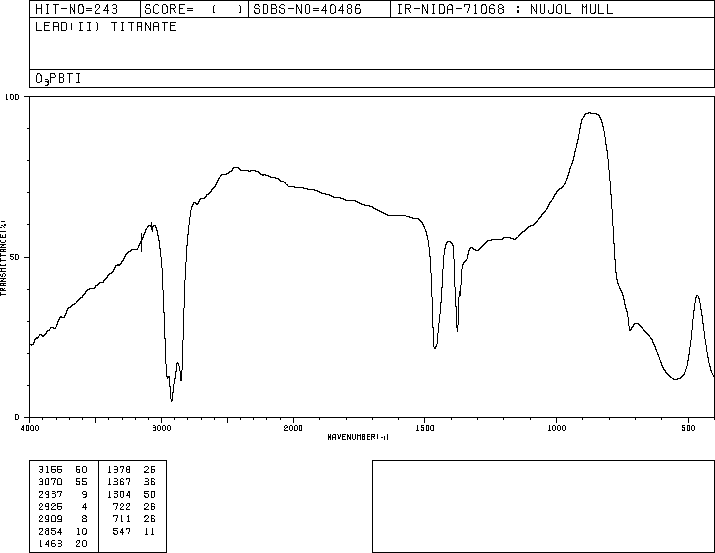 HIT-NO=243 SCORE= ( ) SDBS-NO=40486 IR-NIDA-71068 : NUJOL MULL
LEAD(II) TITANATE
O3PBTI
100
50
0
TRANSMITTANCE(%)
4000 3000 2000 1500 1000 500
WAVENUMBER(-1)
3166 60 1378 26
3070 55 1367 36
2937 9 1304 50
2925 4 722 26
2909 8 711 26
2854 10 547 11
1463 20